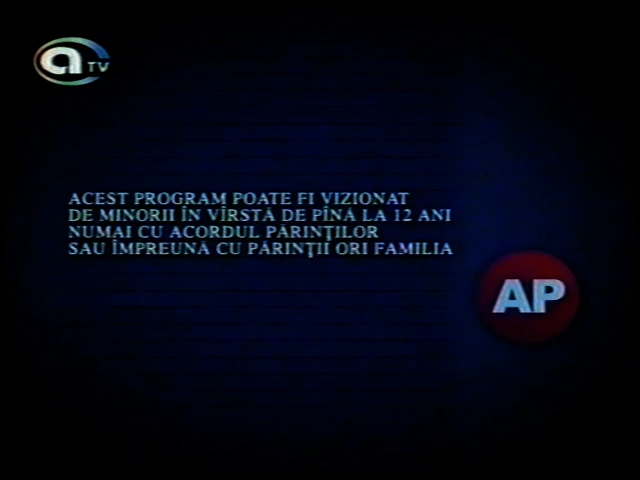 a TV
ACEST PROGRAM POATE FI VIZIONAT
DE MINORII ÎN VÎRSTĂ DE PÎNĂ LA 12 ANI
NUMAI CU ACORDUL PĂRINŢILOR
SAU ÎMPREUNĂ CU PĂRINŢII ORI FAMILIA
AP